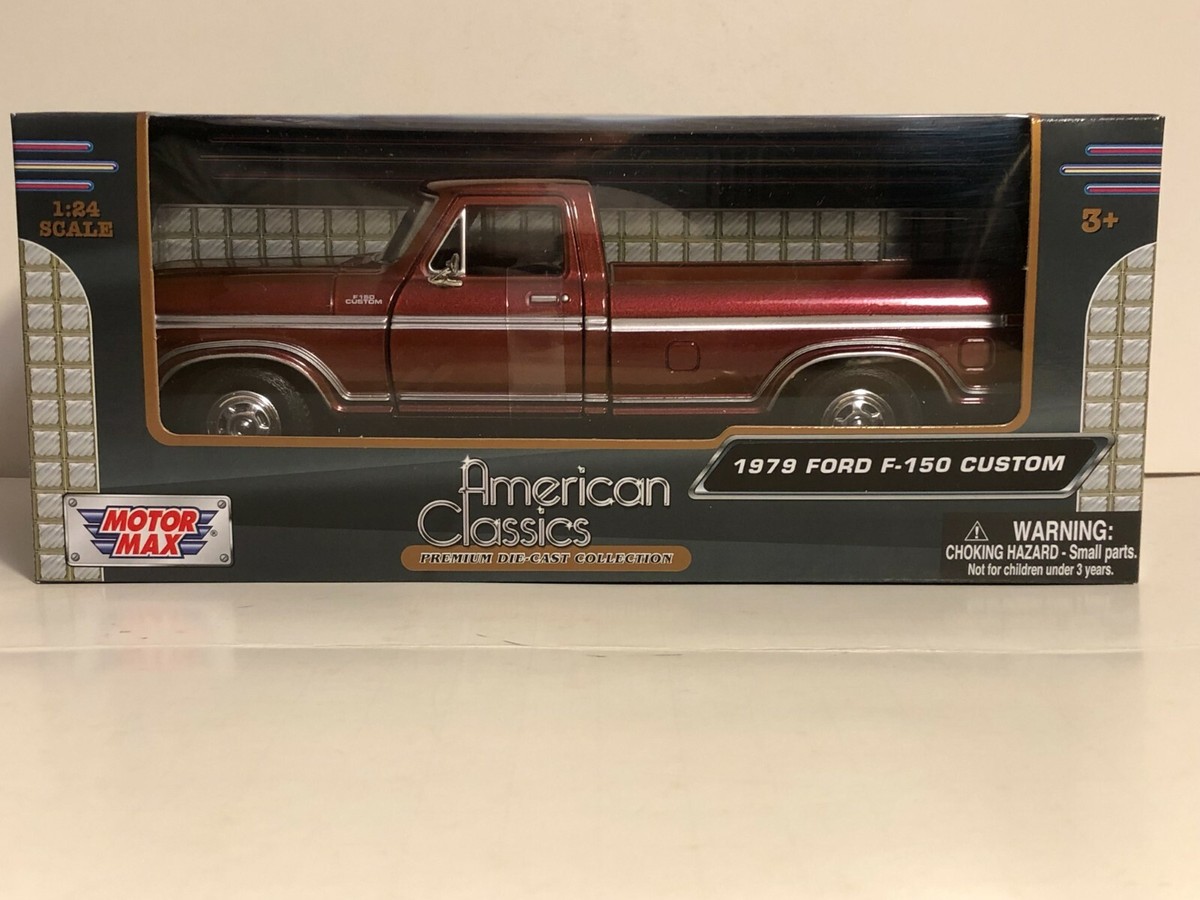 1:24
SCALE
3+
F150
CUSTOM
1979 FORD F-150 CUSTOM
American
Classics
PREMIUM DIE-CAST COLLECTION
MOTOR
MAX®
WARNING:
CHOKING HAZARD - Small parts.
Not for children under 3 years.